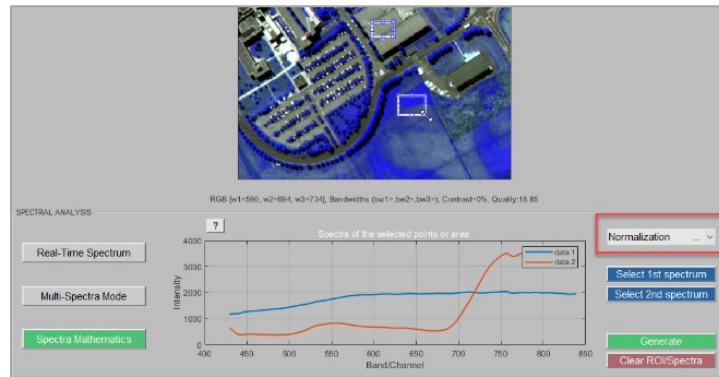 RGB [w1=590, w2=694, w3=734], Bandwidths (bw1=,bw2=,bw3=), Contrast=0%, Quality:18.85
SPECTRAL ANALYSIS
?
Spectra of the selected points or area
Normalization ...
Real-Time Spectrum
Multi-Spectra Mode
Spectra Mathematics
Intensity
4000
3000
2000
1000
0
data 1
data 2
400 450 500 550 600 650 700 750 800 850
Band/Channel
Select 1st spectrum
Select 2nd spectrum
Generate
Clear ROI/Spectra